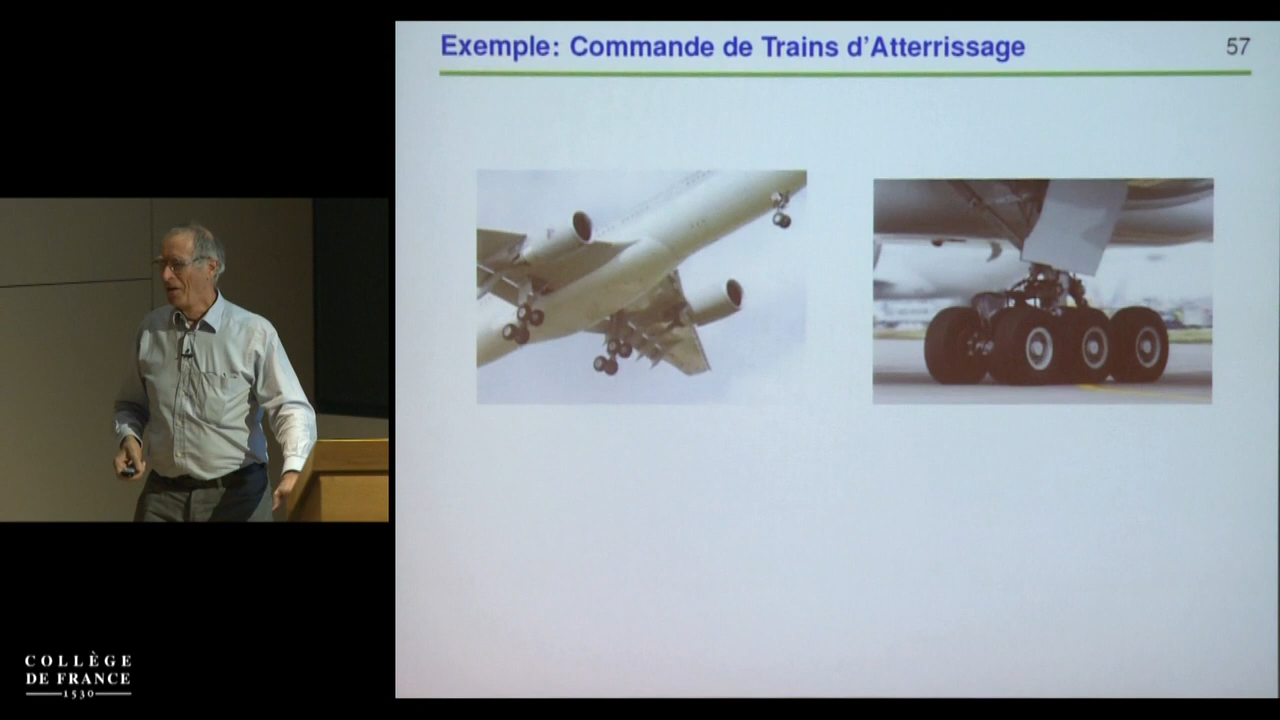 Exemple: Commande de Trains d'Atterrissage
57
COLLÈGE
DE FRANCE
1530